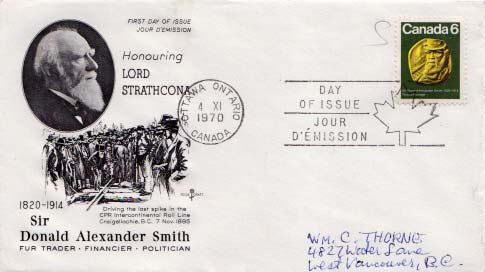 FIRST DAY OF ISSUE
JOUR D'ÉMISSION
Honouring
LORD
STRATHCONA
Canada 6
OTTAWA ONTARIO
4 XI
1970
CANADA
DAY
OF ISSUE
JOUR
D'ÉMISSION
ROSE CRAFT
Driving the last spike in the
CPR Intercontinental Rail Line
Craigellachie, B.C. 7 Nov. 1885
1820-1914
Sir
Donald Alexander Smith
FUR TRADER · FINANCIER · POLITICIAN
WM. C. THORNE
4827 Water Lane
West Vancouver, B.C.